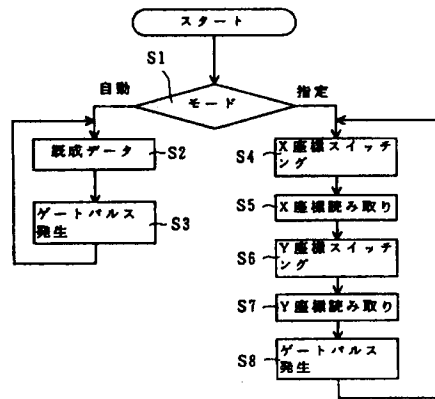 スタート
S1
自動
モード
指定
既成データ
S2
ゲートパルス
発生
S3
S4
X座標スイッチ
ング
S5
X座標読み取り
S6
Y座標スイッチ
ング
S7
Y座標読み取り
S8
ゲートパルス
発生